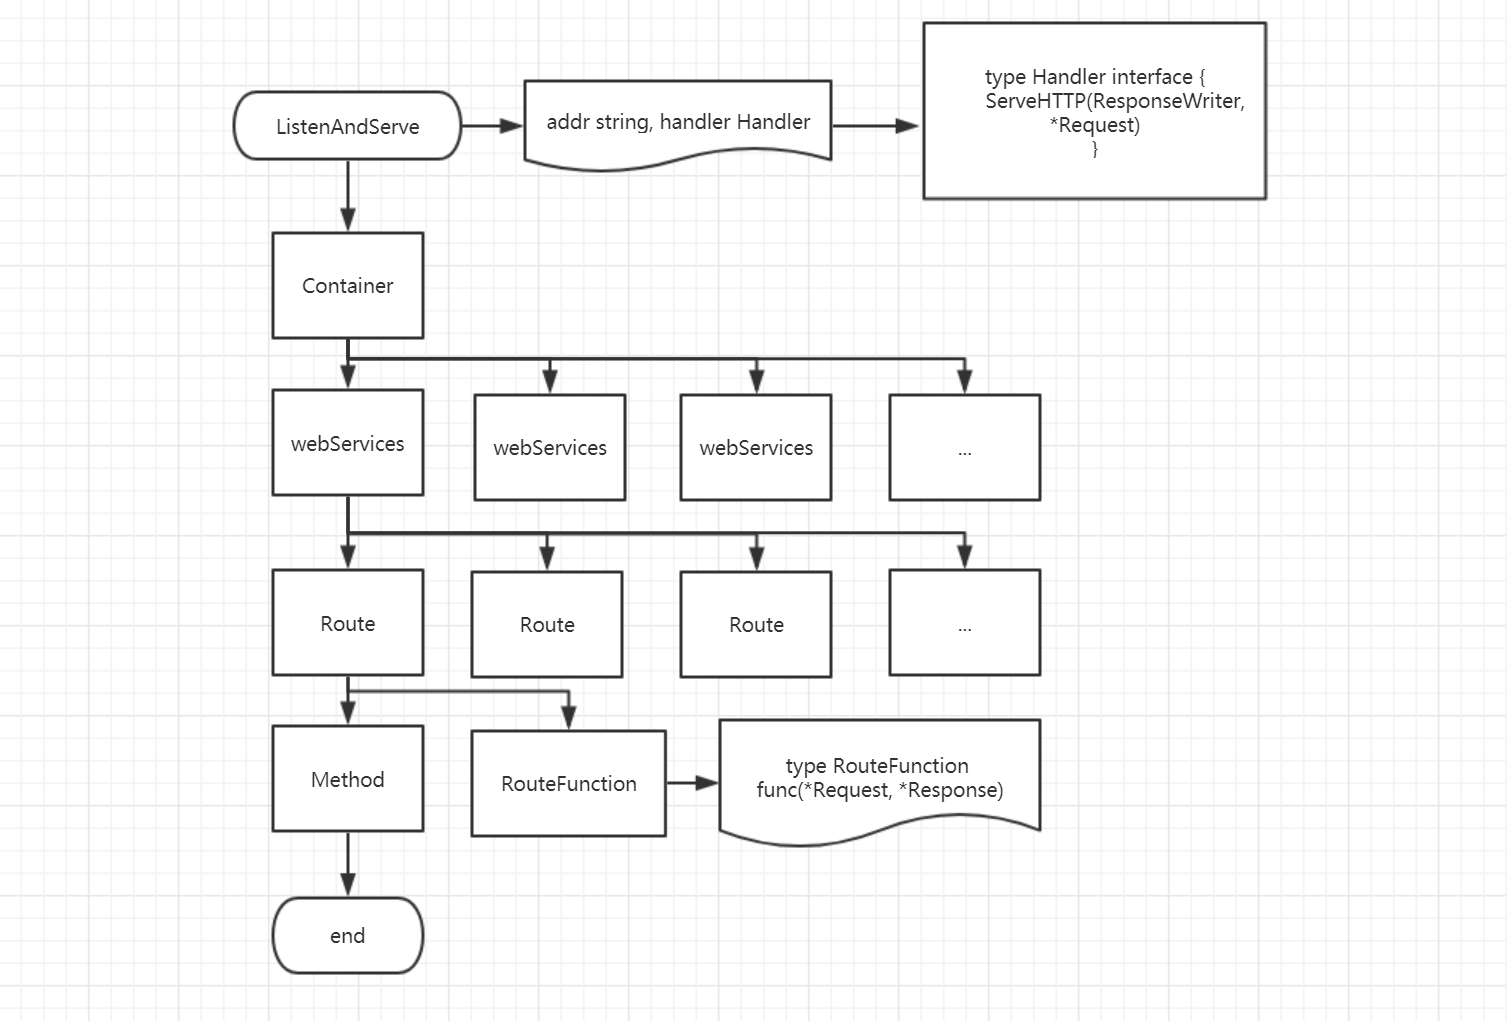 ListenAndServe
addr string, handler Handler
type Handler interface {
ServeHTTP(ResponseWriter,
*Request)
}
Container
webServices
webServices
webServices
...
Route
Route
Route
...
Method
RouteFunction
type RouteFunction
func(*Request, *Response)
end